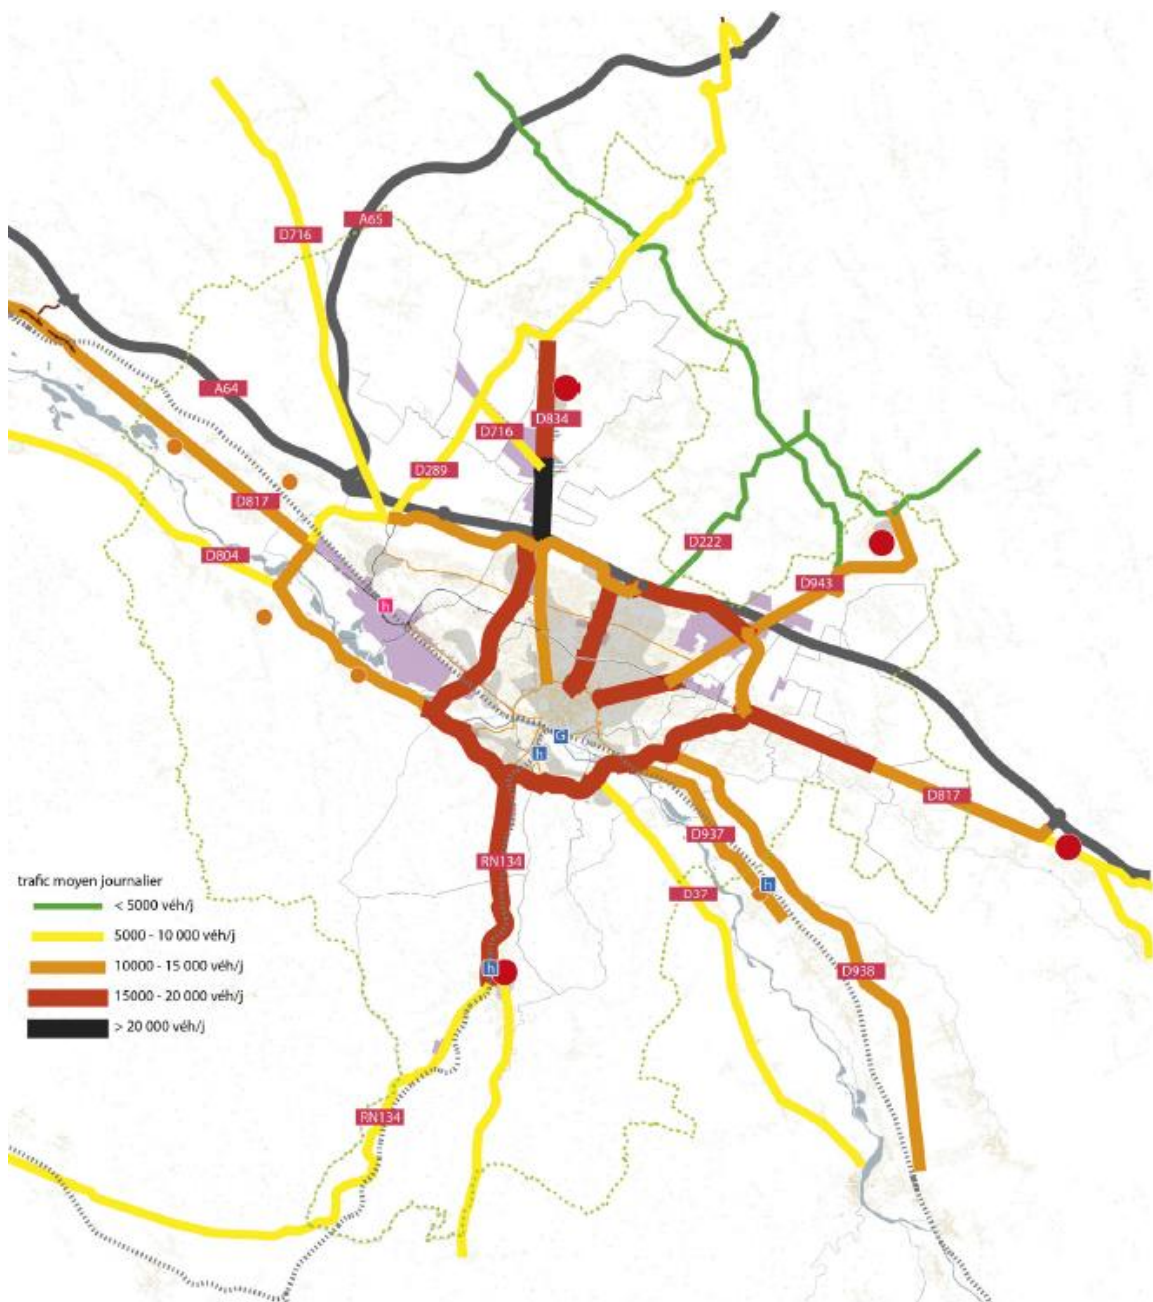 A65
D716
A64
D834
D716
D289
D817
D222
D804
D943
h
G
h
D817
D937
RN134
h
D37
trafic moyen journalier
< 5000 véh/j
5000 - 10 000 véh/j
10000 - 15 000 véh/j
15000 - 20 000 véh/j
> 20 000 véh/j
h
D938
RN134